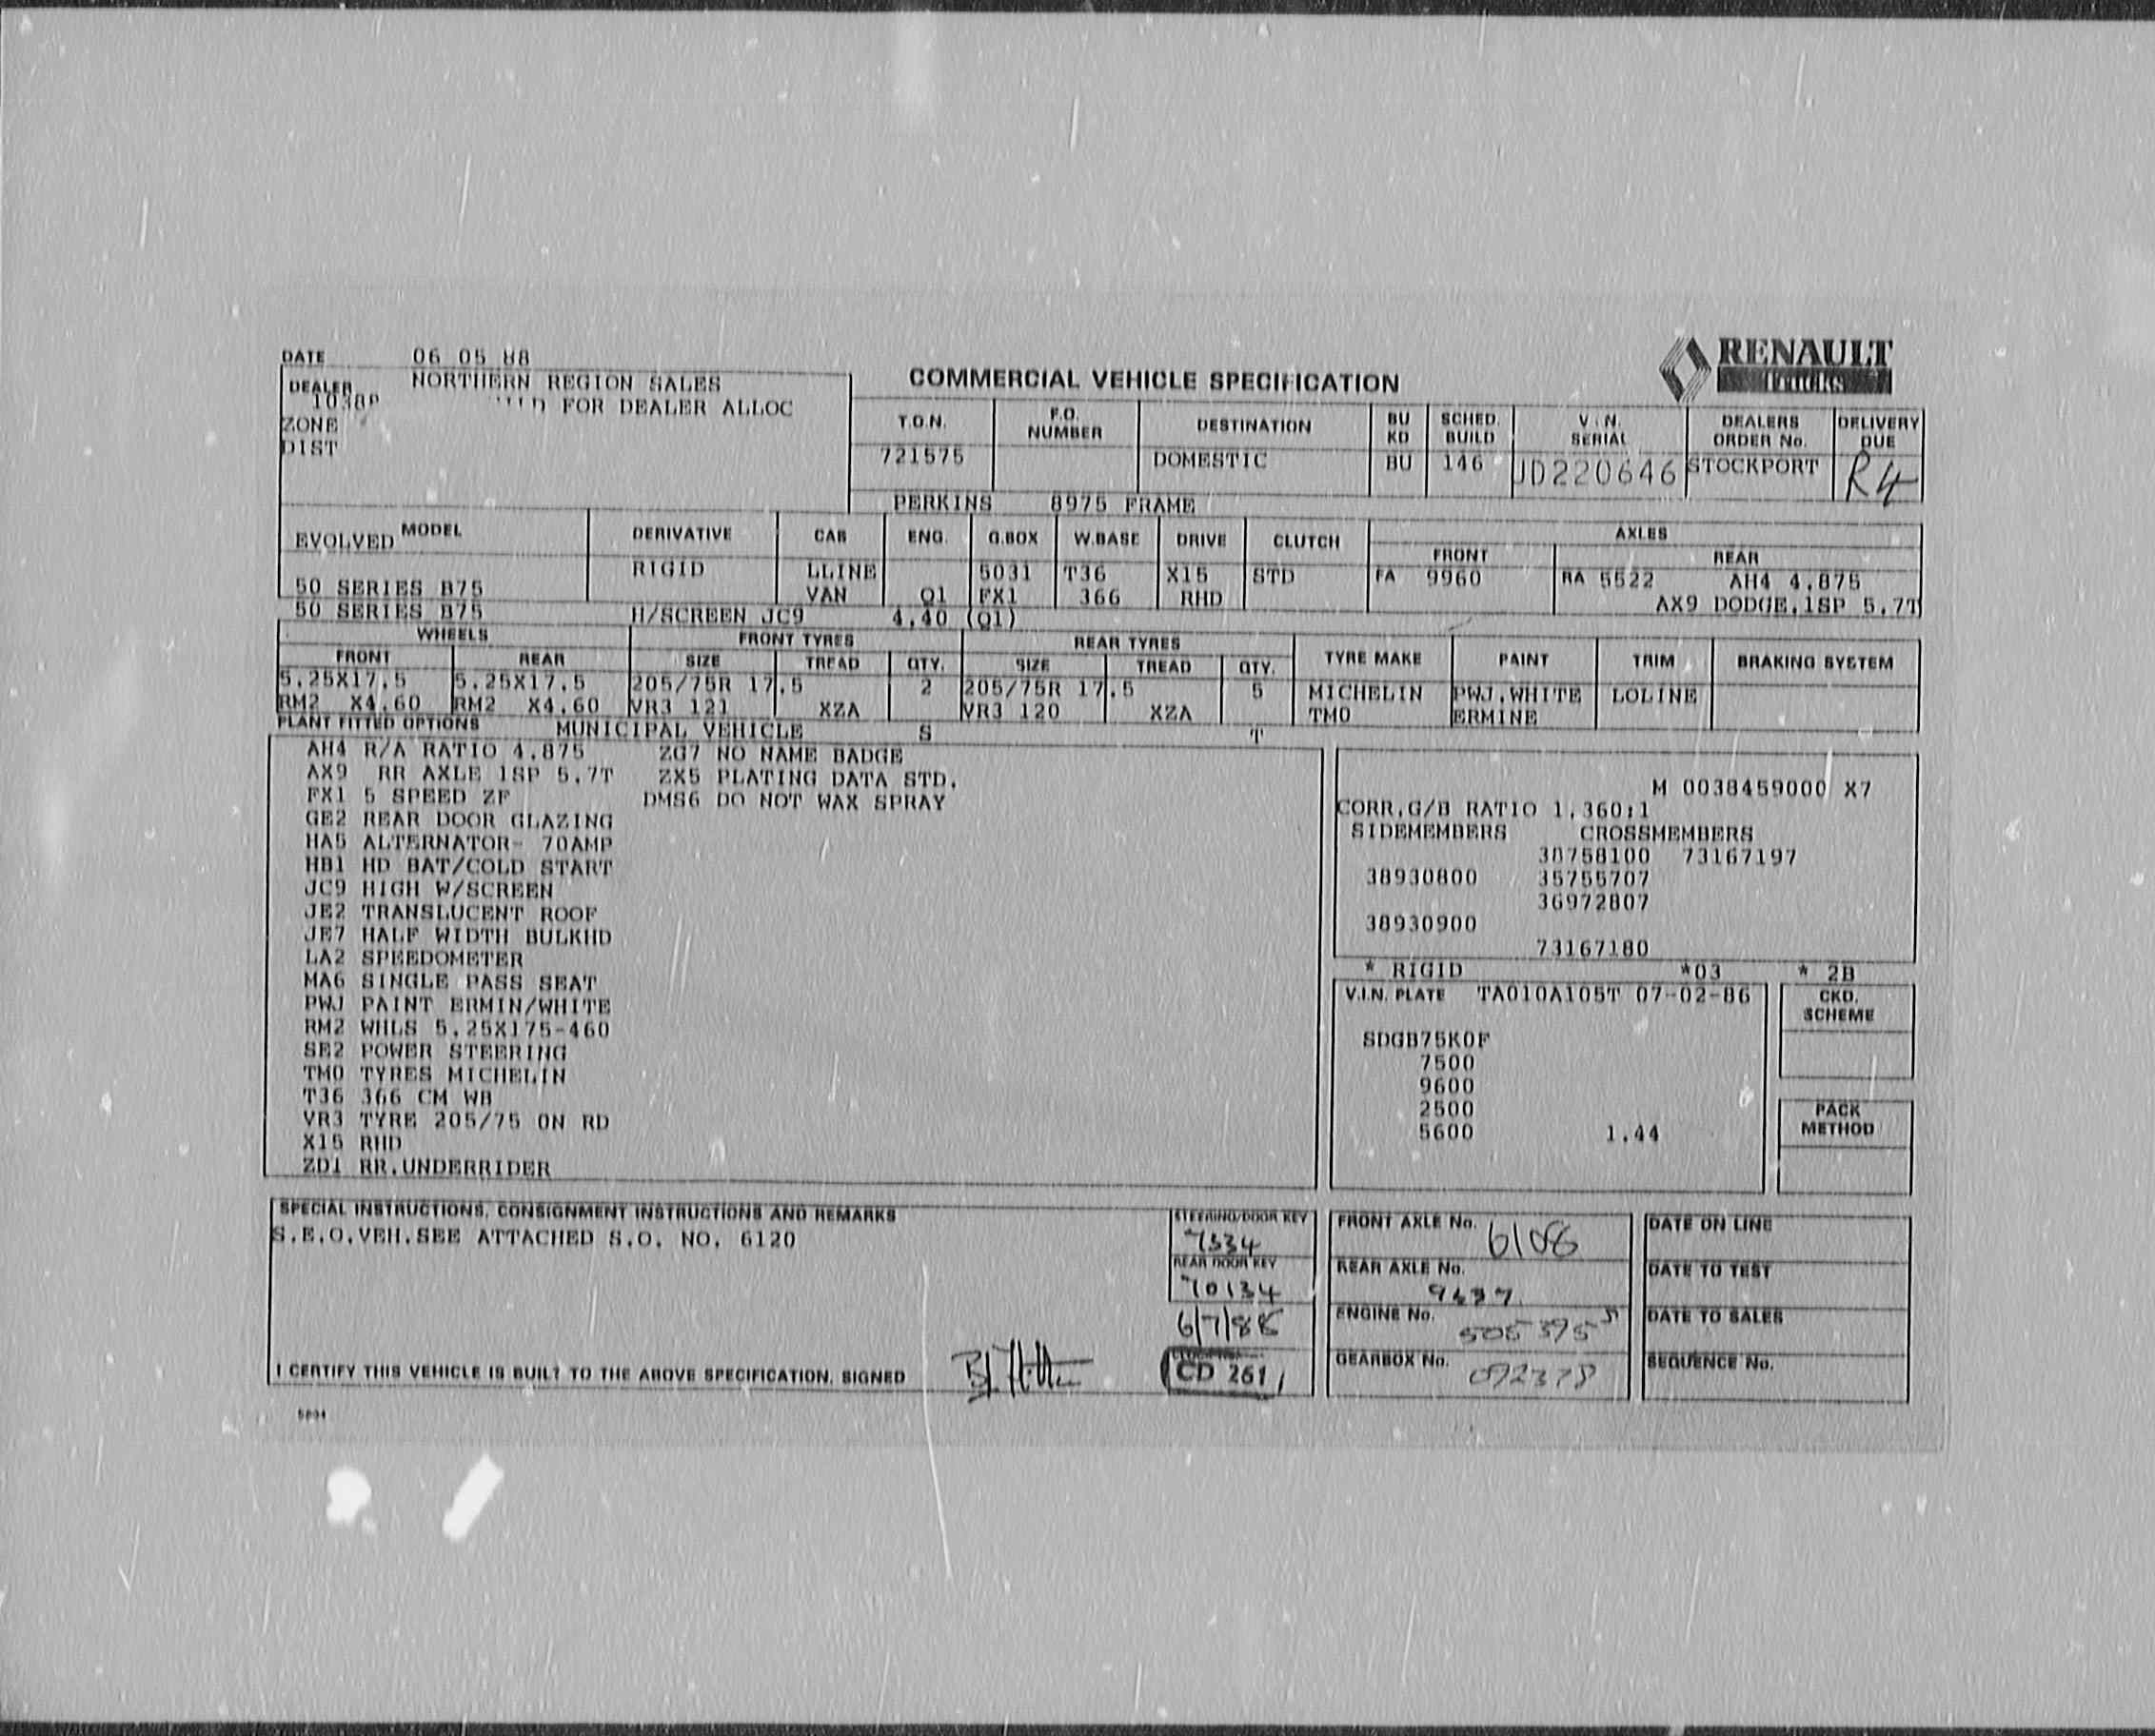 DATE 06 05 88
RENAULT
TRUCKS
DEALER NORTHERN REGION SALES
1038P FOR DEALER ALLOC
ZONE
DIST
COMMERCIAL VEHICLE SPECIFICATION
T.O.N. F.O. NUMBER DESTINATION BU KD SCHED. BUILD V.I.N. SERIAL DEALERS ORDER No. DELIVERY DUE
721575 DOMESTIC BU 146 JD220646 STOCKPORT R4
PERKINS 8975 FRAME
MODEL DERIVATIVE CAB ENG. G.BOX W.BASE DRIVE CLUTCH AXLES
EVOLVED FRONT REAR
RIGID LLINE 5031 T36 X15 STD FA 9960 RA 5522 AH4 4.875
50 SERIES B75 VAN Q1 FX1 366 RHD AX9 DODGE,1SP 5.7T
50 SERIES B75 H/SCREEN JC9 4.40 (Q1)
WHEELS FRONT TYRES REAR TYRES TYRE MAKE PAINT TRIM BRAKING SYSTEM
FRONT REAR SIZE TREAD QTY. SIZE TREAD QTY.
5.25X17.5 5.25X17.5 205/75R 17.5 2 205/75R 17.5 5 MICHELIN PWJ.WHITE LOLINE
RM2 X4.60 RM2 X4.60 VR3 121 XZA VR3 120 XZA TMO ERMINE
PLANT FITTED OPTIONS MUNICIPAL VEHICLE S T
AH4 R/A RATIO 4.875 ZG7 NO NAME BADGE
AX9 RR AXLE 1SP 5.7T ZX5 PLATING DATA STD.
FX1 5 SPEED ZF DMS6 DO NOT WAX SPRAY
GE2 REAR DOOR GLAZING
HA5 ALTERNATOR- 70AMP
HB1 HD BAT/COLD START
JC9 HIGH W/SCREEN
JE2 TRANSLUCENT ROOF
JE7 HALF WIDTH BULKHD
LA2 SPEEDOMETER
MA6 SINGLE PASS SEAT
PWJ PAINT ERMIN/WHITE
RM2 WHLS 5.25X175-460
SE2 POWER STEERING
TMO TYRES MICHELIN
T36 366 CM WB
VR3 TYRE 205/75 ON RD
X15 RHD
ZD1 RR.UNDERRIDER
M 0038459000 X7
CORR.G/B RATIO 1.360:1
SIDEMEMBERS CROSSMEMBERS
38758100 73167197
38930800 35755707
36972807
38930900
73167180
* RIGID *03 * 2B
V.I.N. PLATE TA010A105T 07-02-86
CKD. SCHEME
SDGB75K0F
7500
9600
2500
5600 1.44
PACK METHOD
SPECIAL INSTRUCTIONS, CONSIGNMENT INSTRUCTIONS AND REMARKS
S.E.O.VEH.SEE ATTACHED S.O. NO. 6120
STEERING/DOOR KEY
7334
REAR DOOR KEY
70134
6/7/88
CD 261
FRONT AXLE No. 6108
REAR AXLE No.
ENGINE No.
GEARBOX No. 092378
DATE ON LINE
DATE TO TEST
DATE TO SALES
SEQUENCE No.
I CERTIFY THIS VEHICLE IS BUILT TO THE ABOVE SPECIFICATION, SIGNED